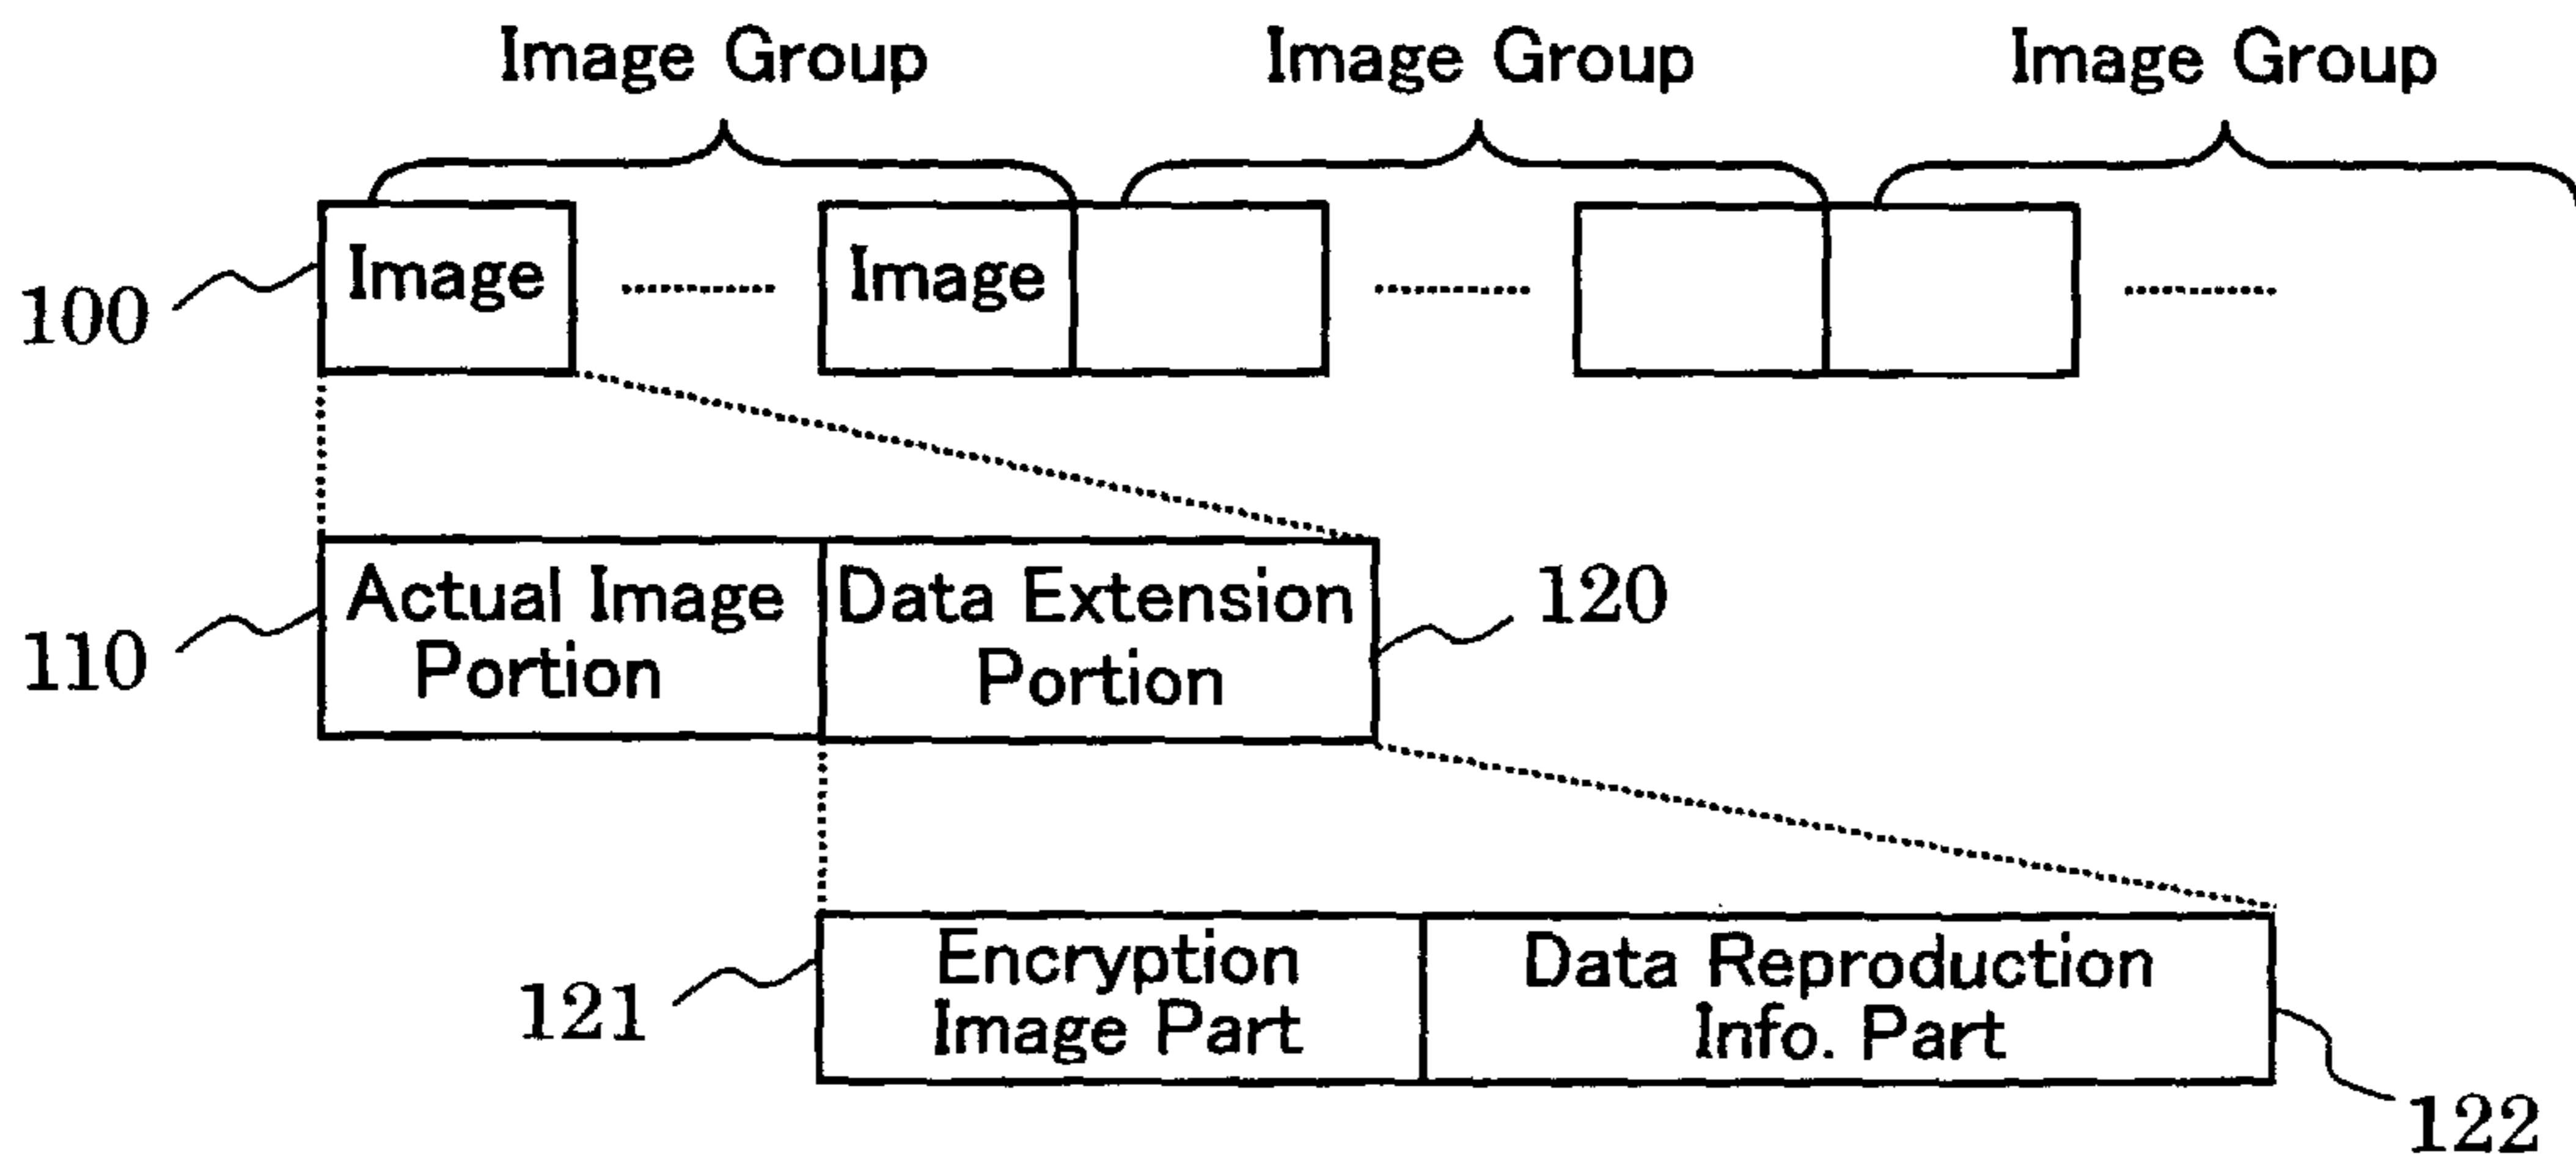 Image Group Image Group Image Group
Image Image
100
Actual Image Data Extension 120
Portion Portion
110
Encryption Data Reproduction
Image Part Info. Part
121
122